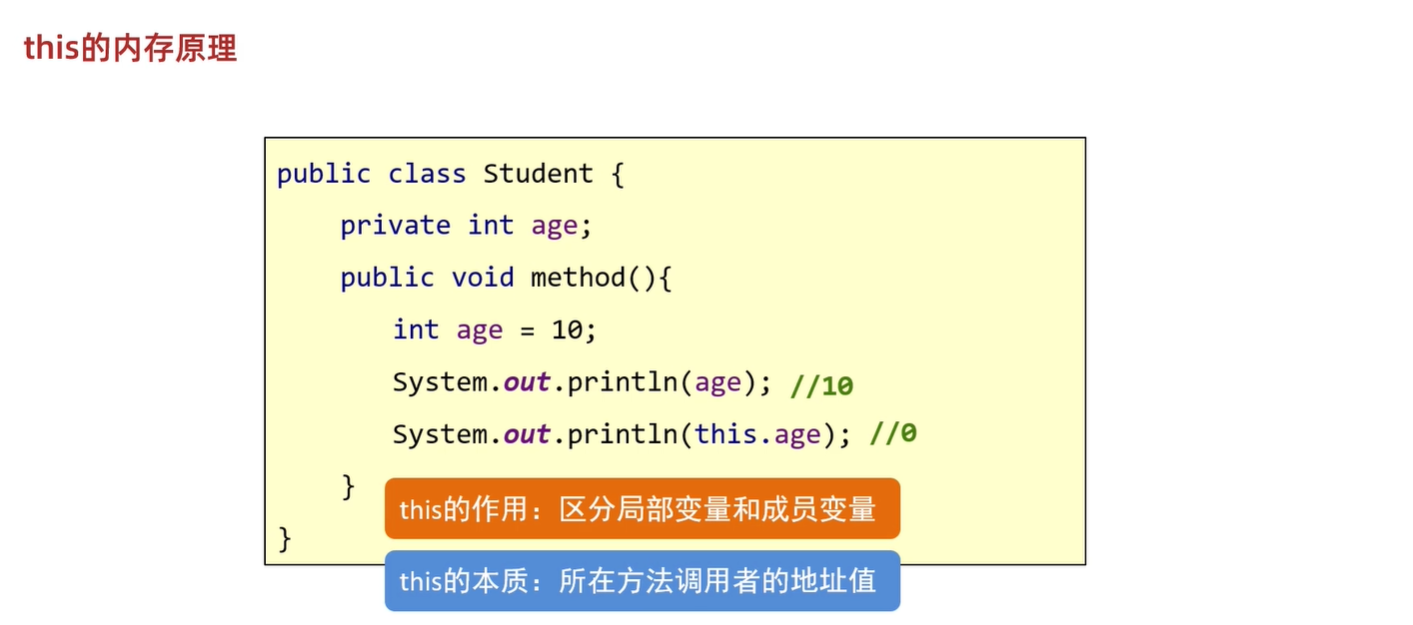 this的内存原理
public class Student {
private int age;
public void method(){
int age = 10;
System.out.println(age); //10
System.out.println(this.age); //0
}
this的作用：区分局部变量和成员变量
}
this的本质：所在方法调用者的地址值